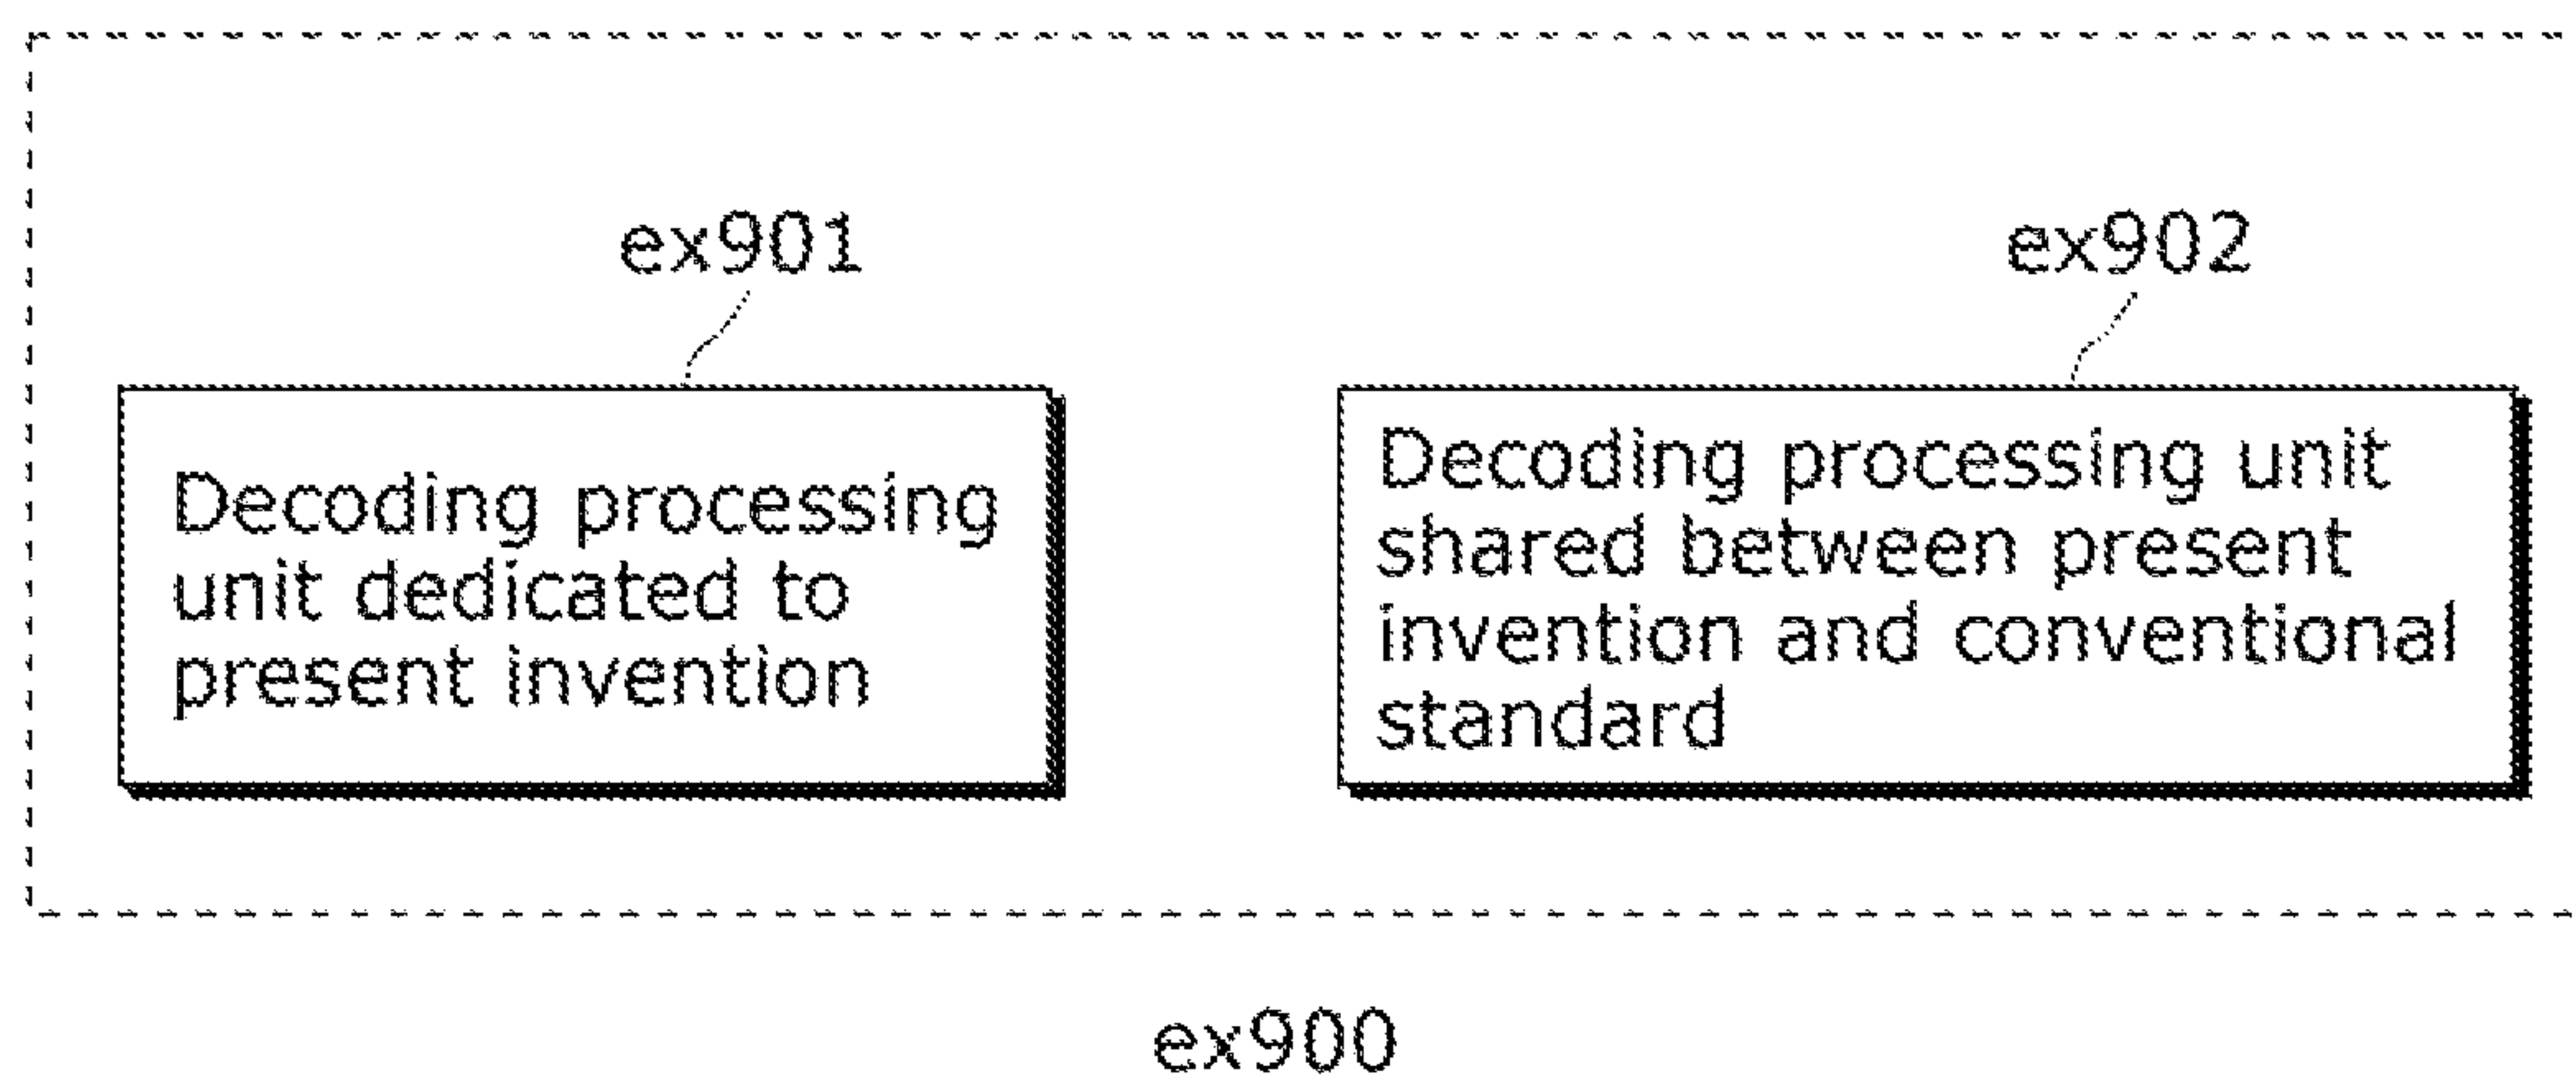 ex901
ex902
Decoding processing
unit dedicated to
present invention
Decoding processing unit
shared between present
invention and conventional
standard
ex900